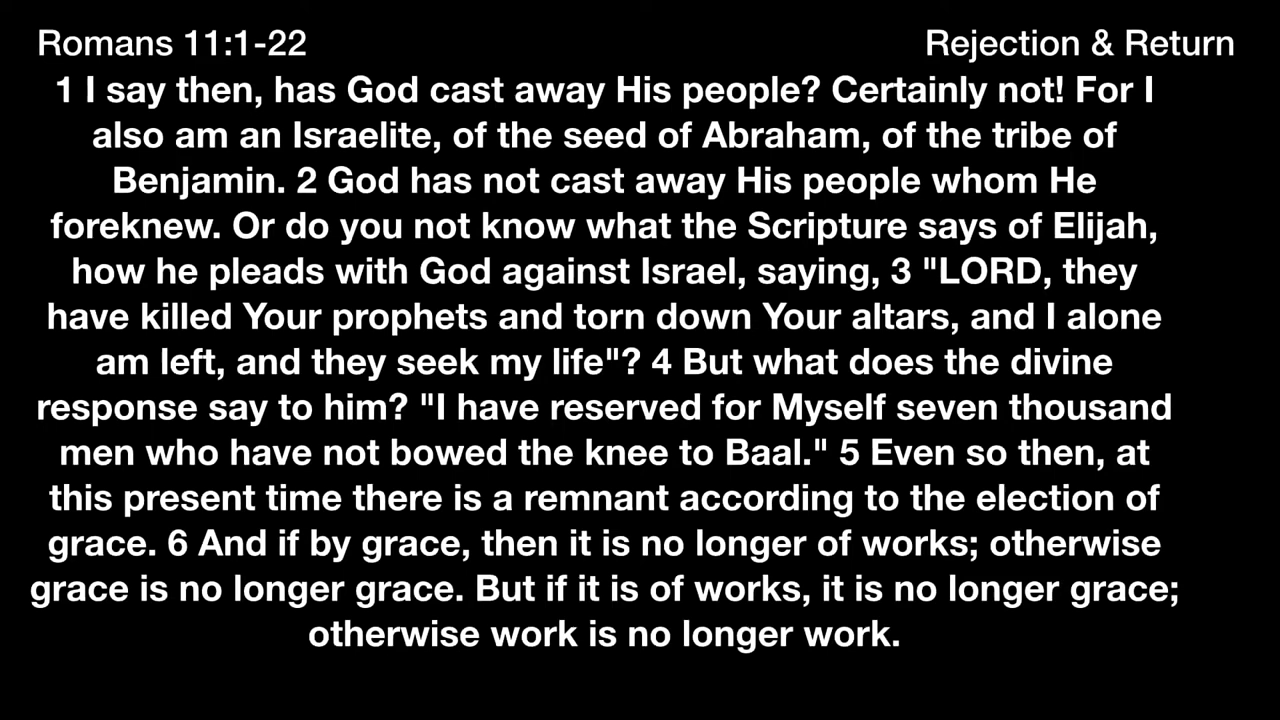 Romans 11:1-22
Rejection & Return
1 I say then, has God cast away His people? Certainly not! For I
also am an Israelite, of the seed of Abraham, of the tribe of
Benjamin. 2 God has not cast away His people whom He
foreknew. Or do you not know what the Scripture says of Elijah,
how he pleads with God against Israel, saying, 3 "LORD, they
have killed Your prophets and torn down Your altars, and I alone
am left, and they seek my life"? 4 But what does the divine
response say to him? "I have reserved for Myself seven thousand
men who have not bowed the knee to Baal." 5 Even so then, at
this present time there is a remnant according to the election of
grace. 6 And if by grace, then it is no longer of works; otherwise
grace is no longer grace. But if it is of works, it is no longer grace;
otherwise work is no longer work.